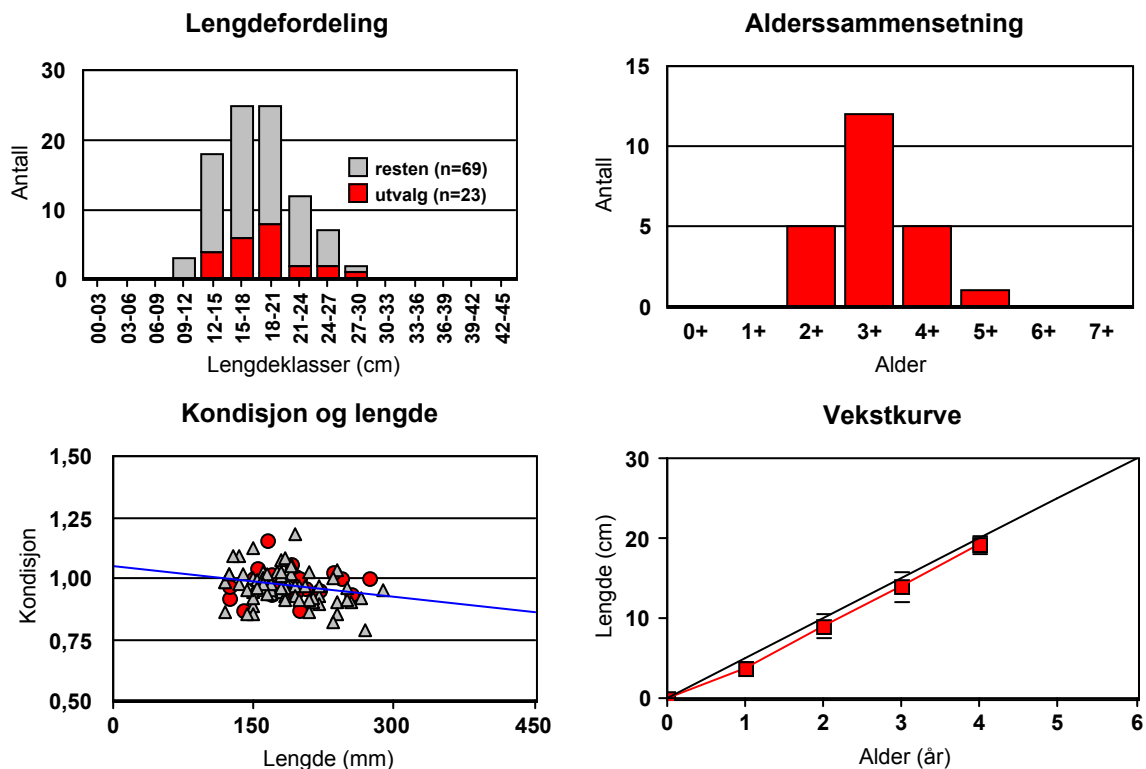 Lengdefordeling
30
20
10
0
Antall
resten (n=69)
utvalg (n=23)
00-03
03-06
06-09
09-12
12-15
15-18
18-21
21-24
24-27
27-30
30-33
33-36
36-39
39-42
42-45
Lengdeklasser (cm)
Alderssammensetning
15
10
5
0
Antall
0+ 1+ 2+ 3+ 4+ 5+ 6+ 7+
Alder
Kondisjon og lengde
1,50
1,25
1,00
0,75
0,50
Kondisjon
0 150 300 450
Lengde (mm)
Vekstkurve
30
20
10
0
Lengde (cm)
0 1 2 3 4 5 6
Alder (år)